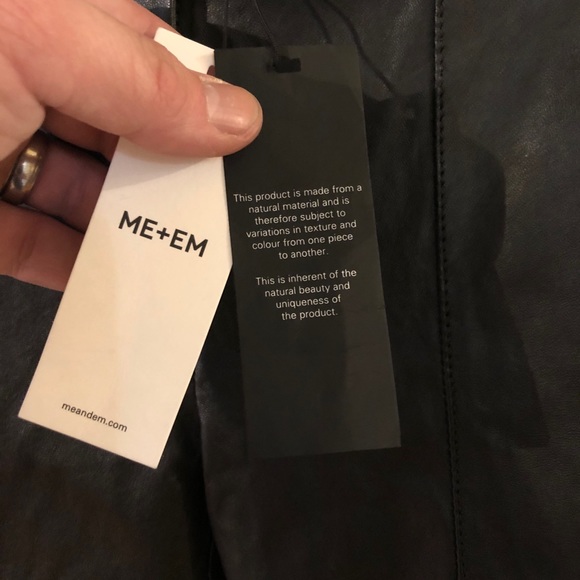 ME+EM
meandem.com
This product is made from a
natural material and is
therefore subject to
variations in texture and
colour from one piece
to another.
This is inherent of the
natural beauty and
uniqueness of
the product.